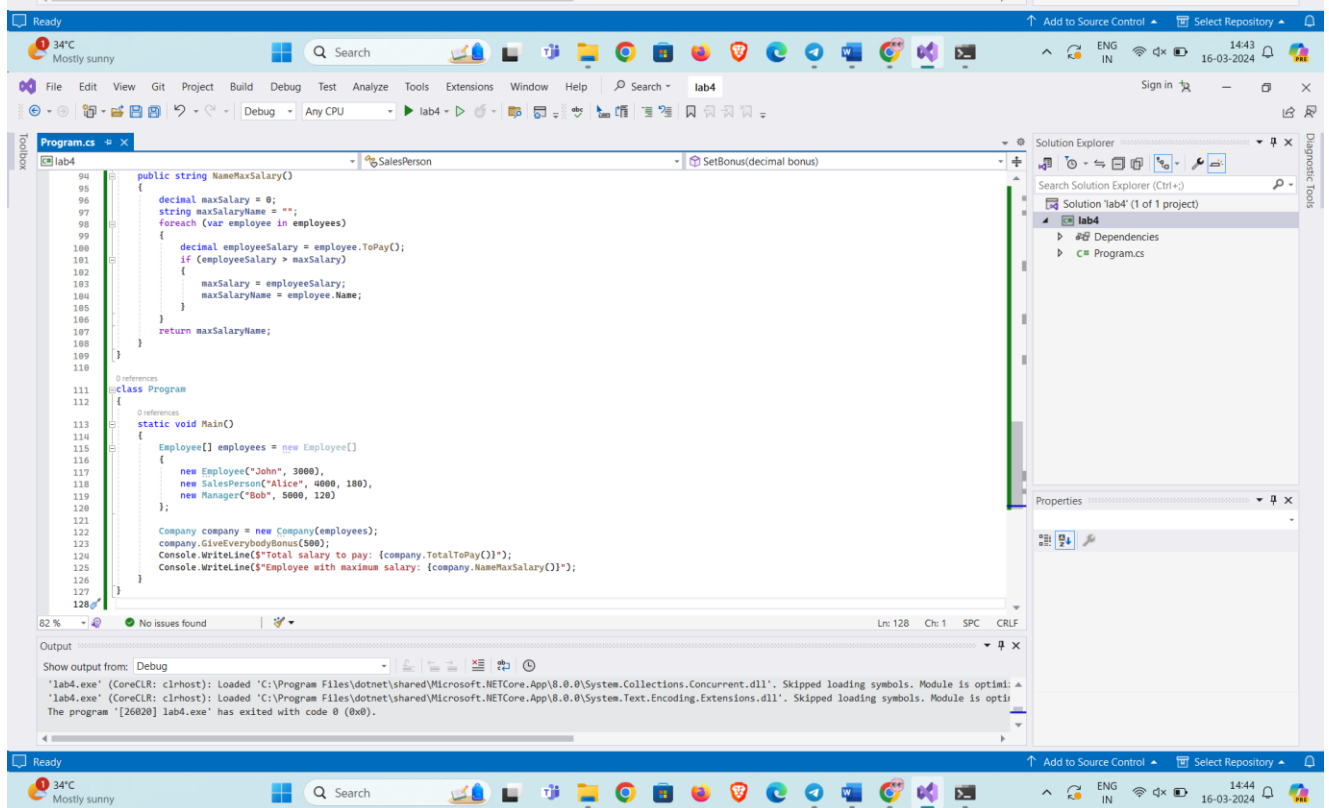 Ready
Add to Source Control
Select Repository
1
34°C
Mostly sunny
Search
ENG
IN
14:43
16-03-2024
PRE
File Edit View Git Project Build Debug Test Analyze Tools Extensions Window Help Search lab4 Sign in
Debug Any CPU lab4
Toolbox
Program.cs
lab4 SalesPerson SetBonus(decimal bonus)
94 public string NameMaxSalary()
95 {
96 decimal maxSalary = 0;
97 string maxSalaryName = "";
98 foreach (var employee in employees)
99 {
100 decimal employeeSalary = employee.ToPay();
101 if (employeeSalary > maxSalary)
102 {
103 maxSalary = employeeSalary;
104 maxSalaryName = employee.Name;
105 }
106 }
107 return maxSalaryName;
108 }
109 }
110
0 references
111 class Program
112 {
0 references
113 static void Main()
114 {
115 Employee[] employees = new Employee[]
116 {
117 new Employee("John", 3000),
118 new SalesPerson("Alice", 4000, 180),
119 new Manager("Bob", 5000, 120)
120 };
121
122 Company company = new Company(employees);
123 company.GiveEverybodyBonus(500);
124 Console.WriteLine($"Total salary to pay: {company.TotalToPay()}");
125 Console.WriteLine($"Employee with maximum salary: {company.NameMaxSalary()}");
126 }
127 }
128
82 % No issues found Ln: 128 Ch: 1 SPC CRLF
Output
Show output from: Debug
'lab4.exe' (CoreCLR: clrhost): Loaded 'C:\Program Files\dotnet\shared\Microsoft.NETCore.App\8.0.0\System.Collections.Concurrent.dll'. Skipped loading symbols. Module is optimi
'lab4.exe' (CoreCLR: clrhost): Loaded 'C:\Program Files\dotnet\shared\Microsoft.NETCore.App\8.0.0\System.Text.Encoding.Extensions.dll'. Skipped loading symbols. Module is opti
The program '[26020] lab4.exe' has exited with code 0 (0x0).
Solution Explorer
Search Solution Explorer (Ctrl+;)
Solution 'lab4' (1 of 1 project)
lab4
Dependencies
C# Program.cs
Properties
Diagnostic Tools
Ready
Add to Source Control
Select Repository
1
34°C
Mostly sunny
Search
ENG
IN
14:44
16-03-2024
PRE